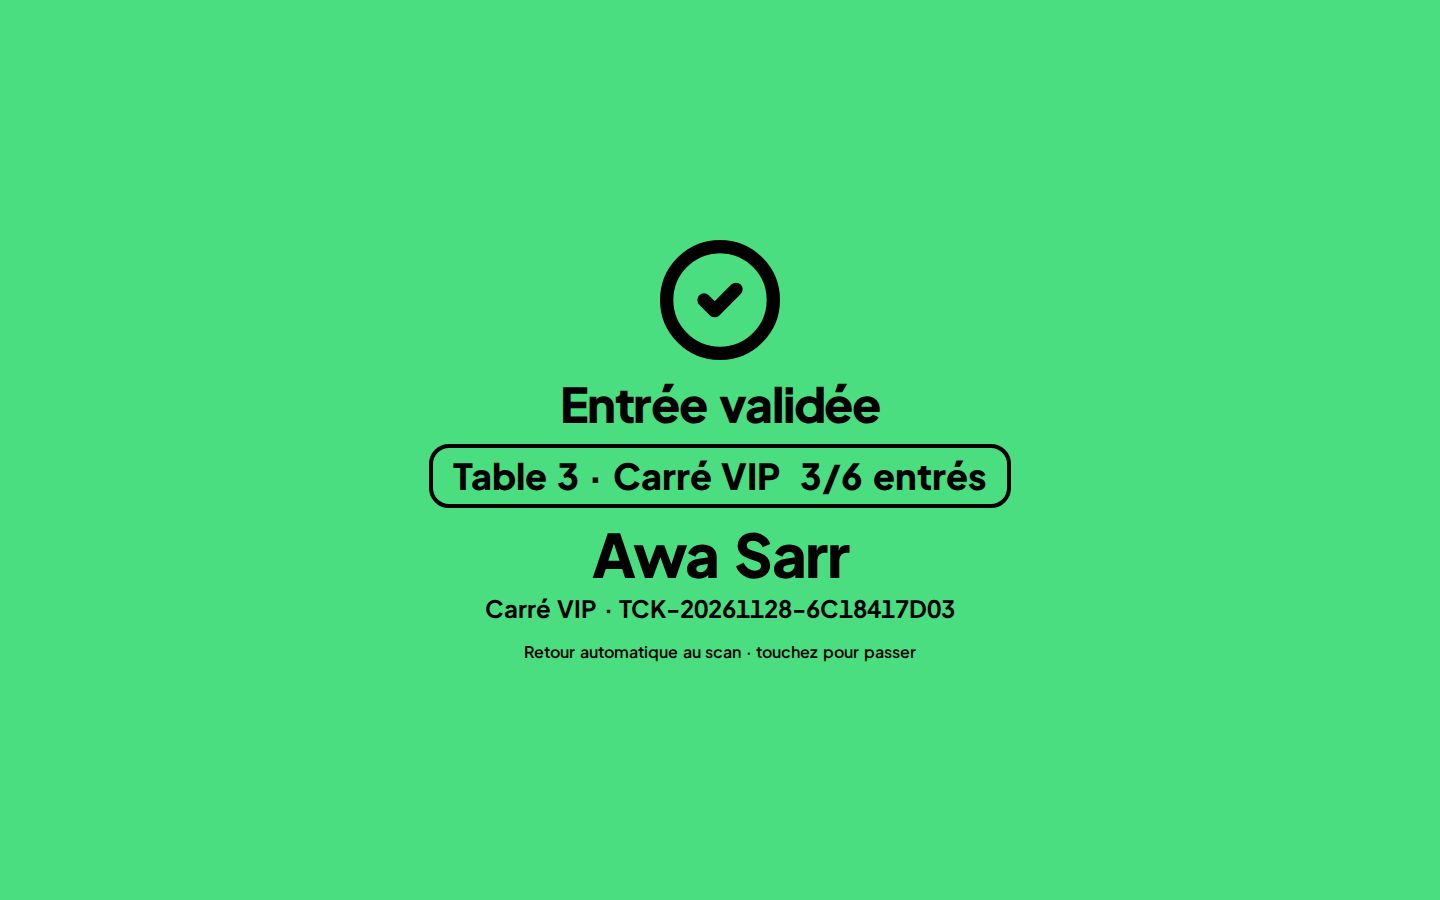 Entrée validée
Table 3 · Carré VIP 3/6 entrés
Awa Sarr
Carré VIP · TCK-20261128-6C18417D03
Retour automatique au scan · touchez pour passer